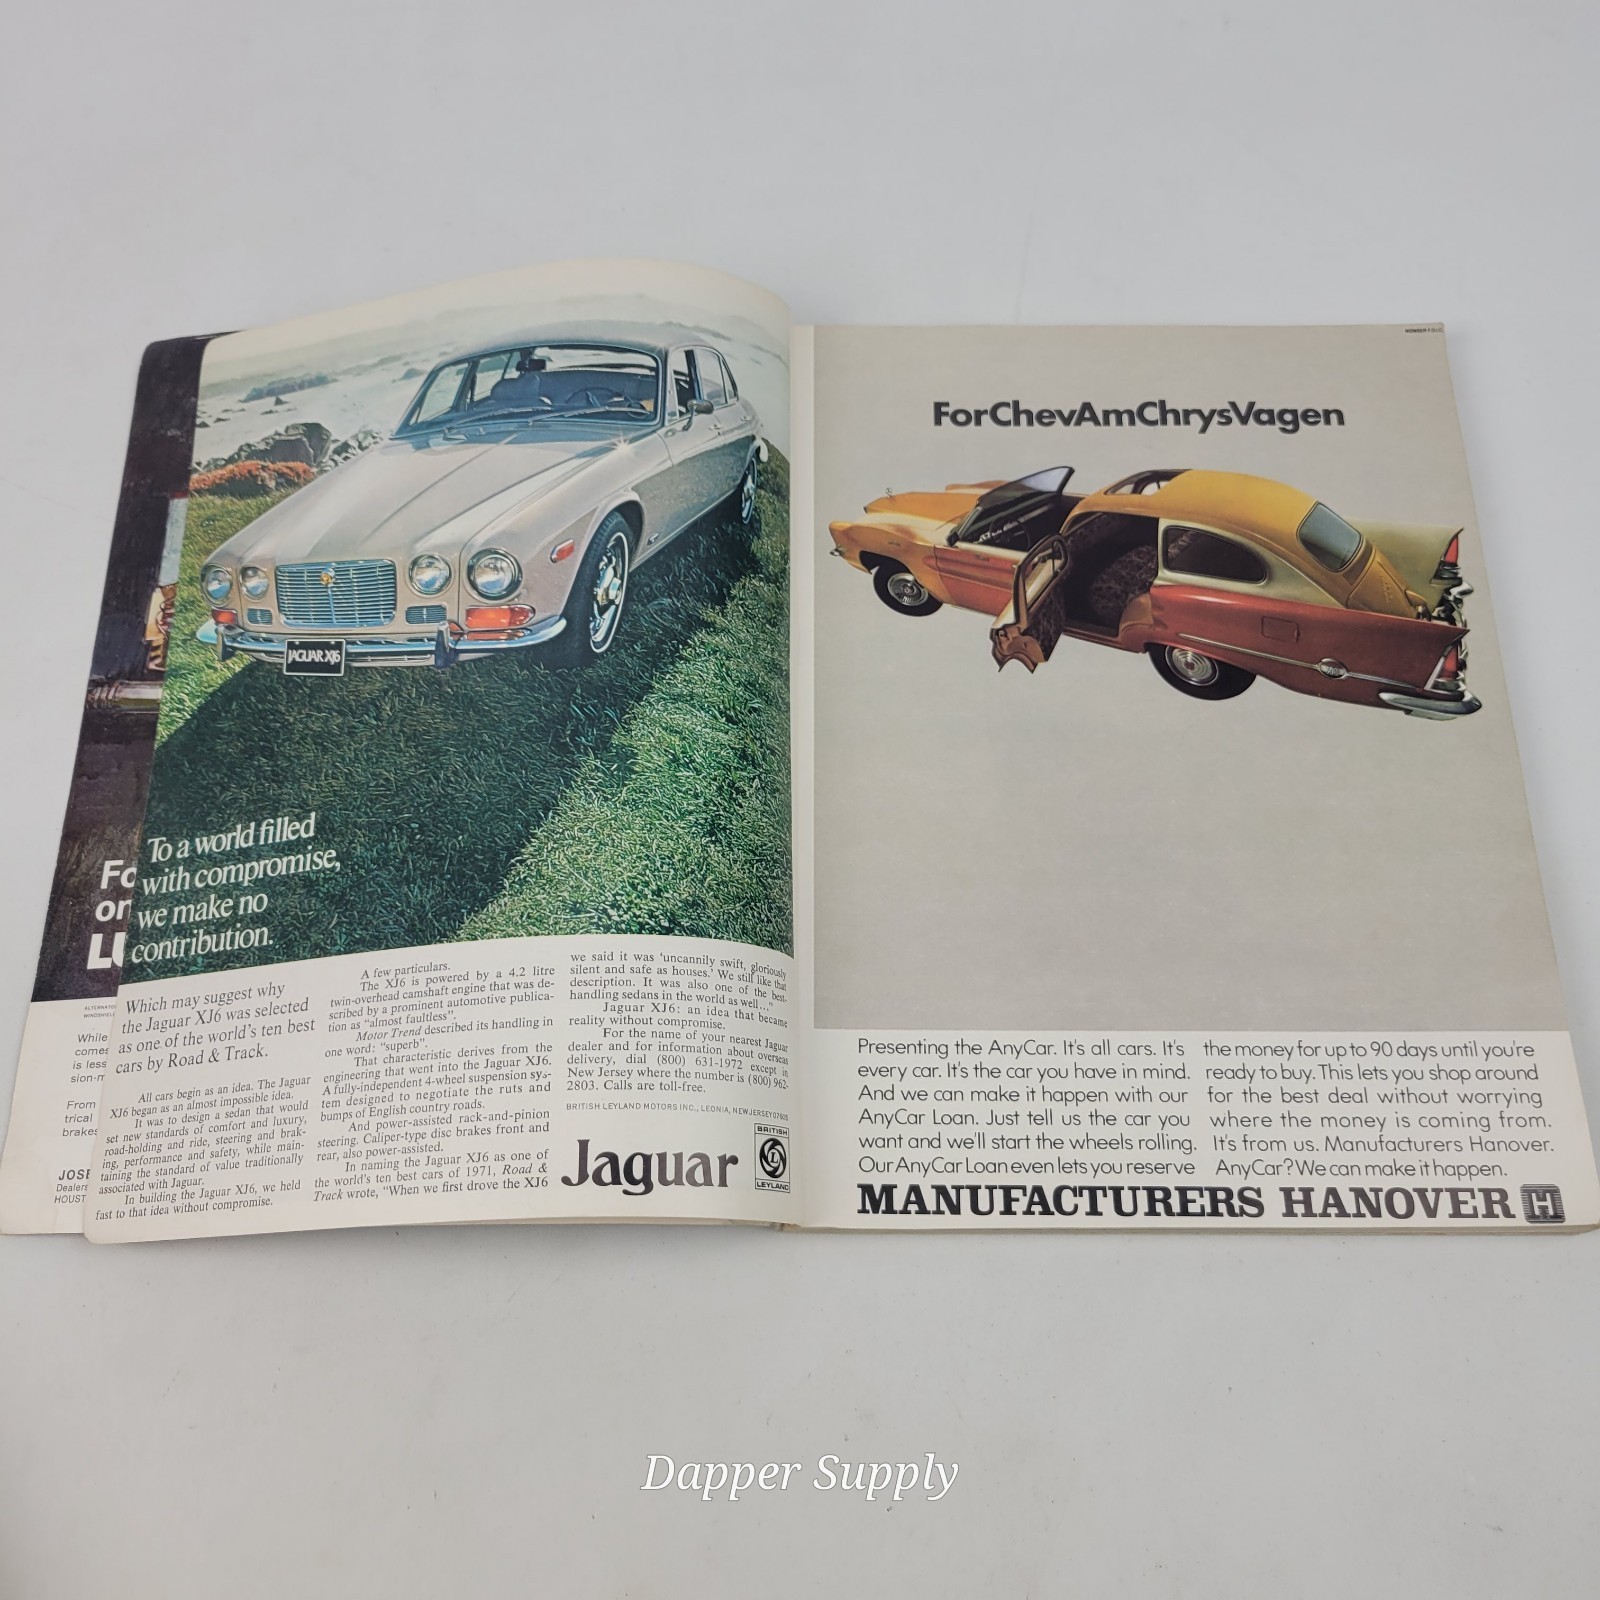 Fo
on
LU
While
comes
is less
sion-m
From
trical
brakes
JOSE
Dealers
HOUST
JAGUAR XJ6
To a world filled
with compromise,
we make no
contribution.
Which may suggest why
the Jaguar XJ6 was selected
as one of the world's ten best
cars by Road & Track.
All cars begin as an idea. The Jaguar
XJ6 began as an almost impossible idea.
It was to design a sedan that would
set new standards of comfort and luxury,
road-holding and ride, steering and brak-
ing, performance and safety, while main-
taining the standard of value traditionally
associated with Jaguar.
In building the Jaguar XJ6, we held
fast to that idea without compromise.
A few particulars.
The XJ6 is powered by a 4.2 litre
twin-overhead camshaft engine that was de-
scribed by a prominent automotive publica-
tion as “almost faultless”.
Motor Trend described its handling in
one word: “superb”.
That characteristic derives from the
engineering that went into the Jaguar XJ6.
A fully-independent 4-wheel suspension sys-
tem designed to negotiate the ruts and
bumps of English country roads.
And power-assisted rack-and-pinion
steering. Caliper-type disc brakes front and
rear, also power-assisted.
In naming the Jaguar XJ6 as one of
the world's ten best cars of 1971, Road &
Track wrote, “When we first drove the XJ6
we said it was ‘uncannily swift, gloriously
silent and safe as houses.’ We still like that
description. It was also one of the best-
handling sedans in the world as well...”
Jaguar XJ6: an idea that became
reality without compromise.
For the name of your nearest Jaguar
dealer and for information about overseas
delivery, dial (800) 631-1972 except in
New Jersey where the number is (800) 962-
2803. Calls are toll-free.
BRITISH LEYLAND MOTORS INC., LEONIA, NEW JERSEY 07605
Jaguar
BRITISH
L
LEYLAND
ForChevAmChrysVagen
Presenting the AnyCar. It's all cars. It's
every car. It's the car you have in mind.
And we can make it happen with our
AnyCar Loan. Just tell us the car you
want and we'll start the wheels rolling.
Our AnyCar Loan even lets you reserve
the money for up to 90 days until you're
ready to buy. This lets you shop around
for the best deal without worrying
where the money is coming from.
It's from us. Manufacturers Hanover.
AnyCar? We can make it happen.
MANUFACTURERS HANOVER
Dapper Supply